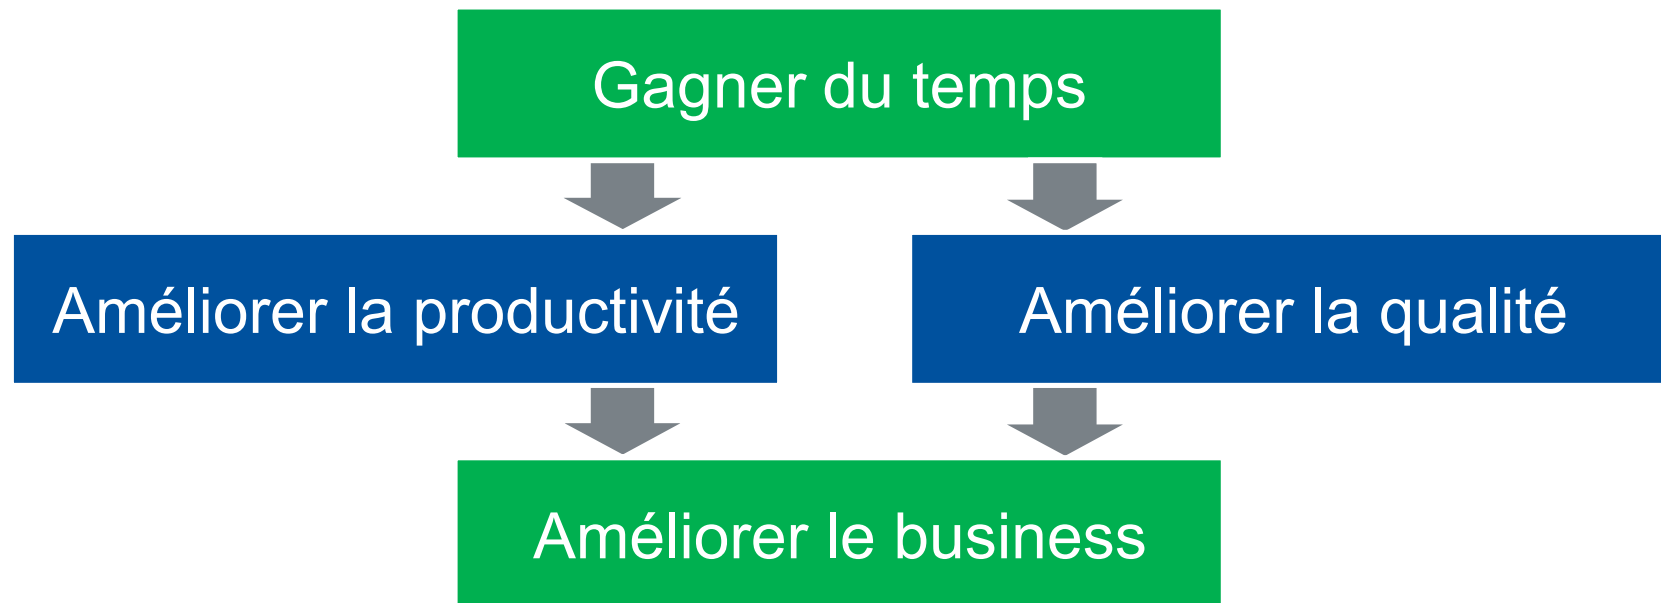 Gagner du temps
Améliorer la productivité
Améliorer la qualité
Améliorer le business